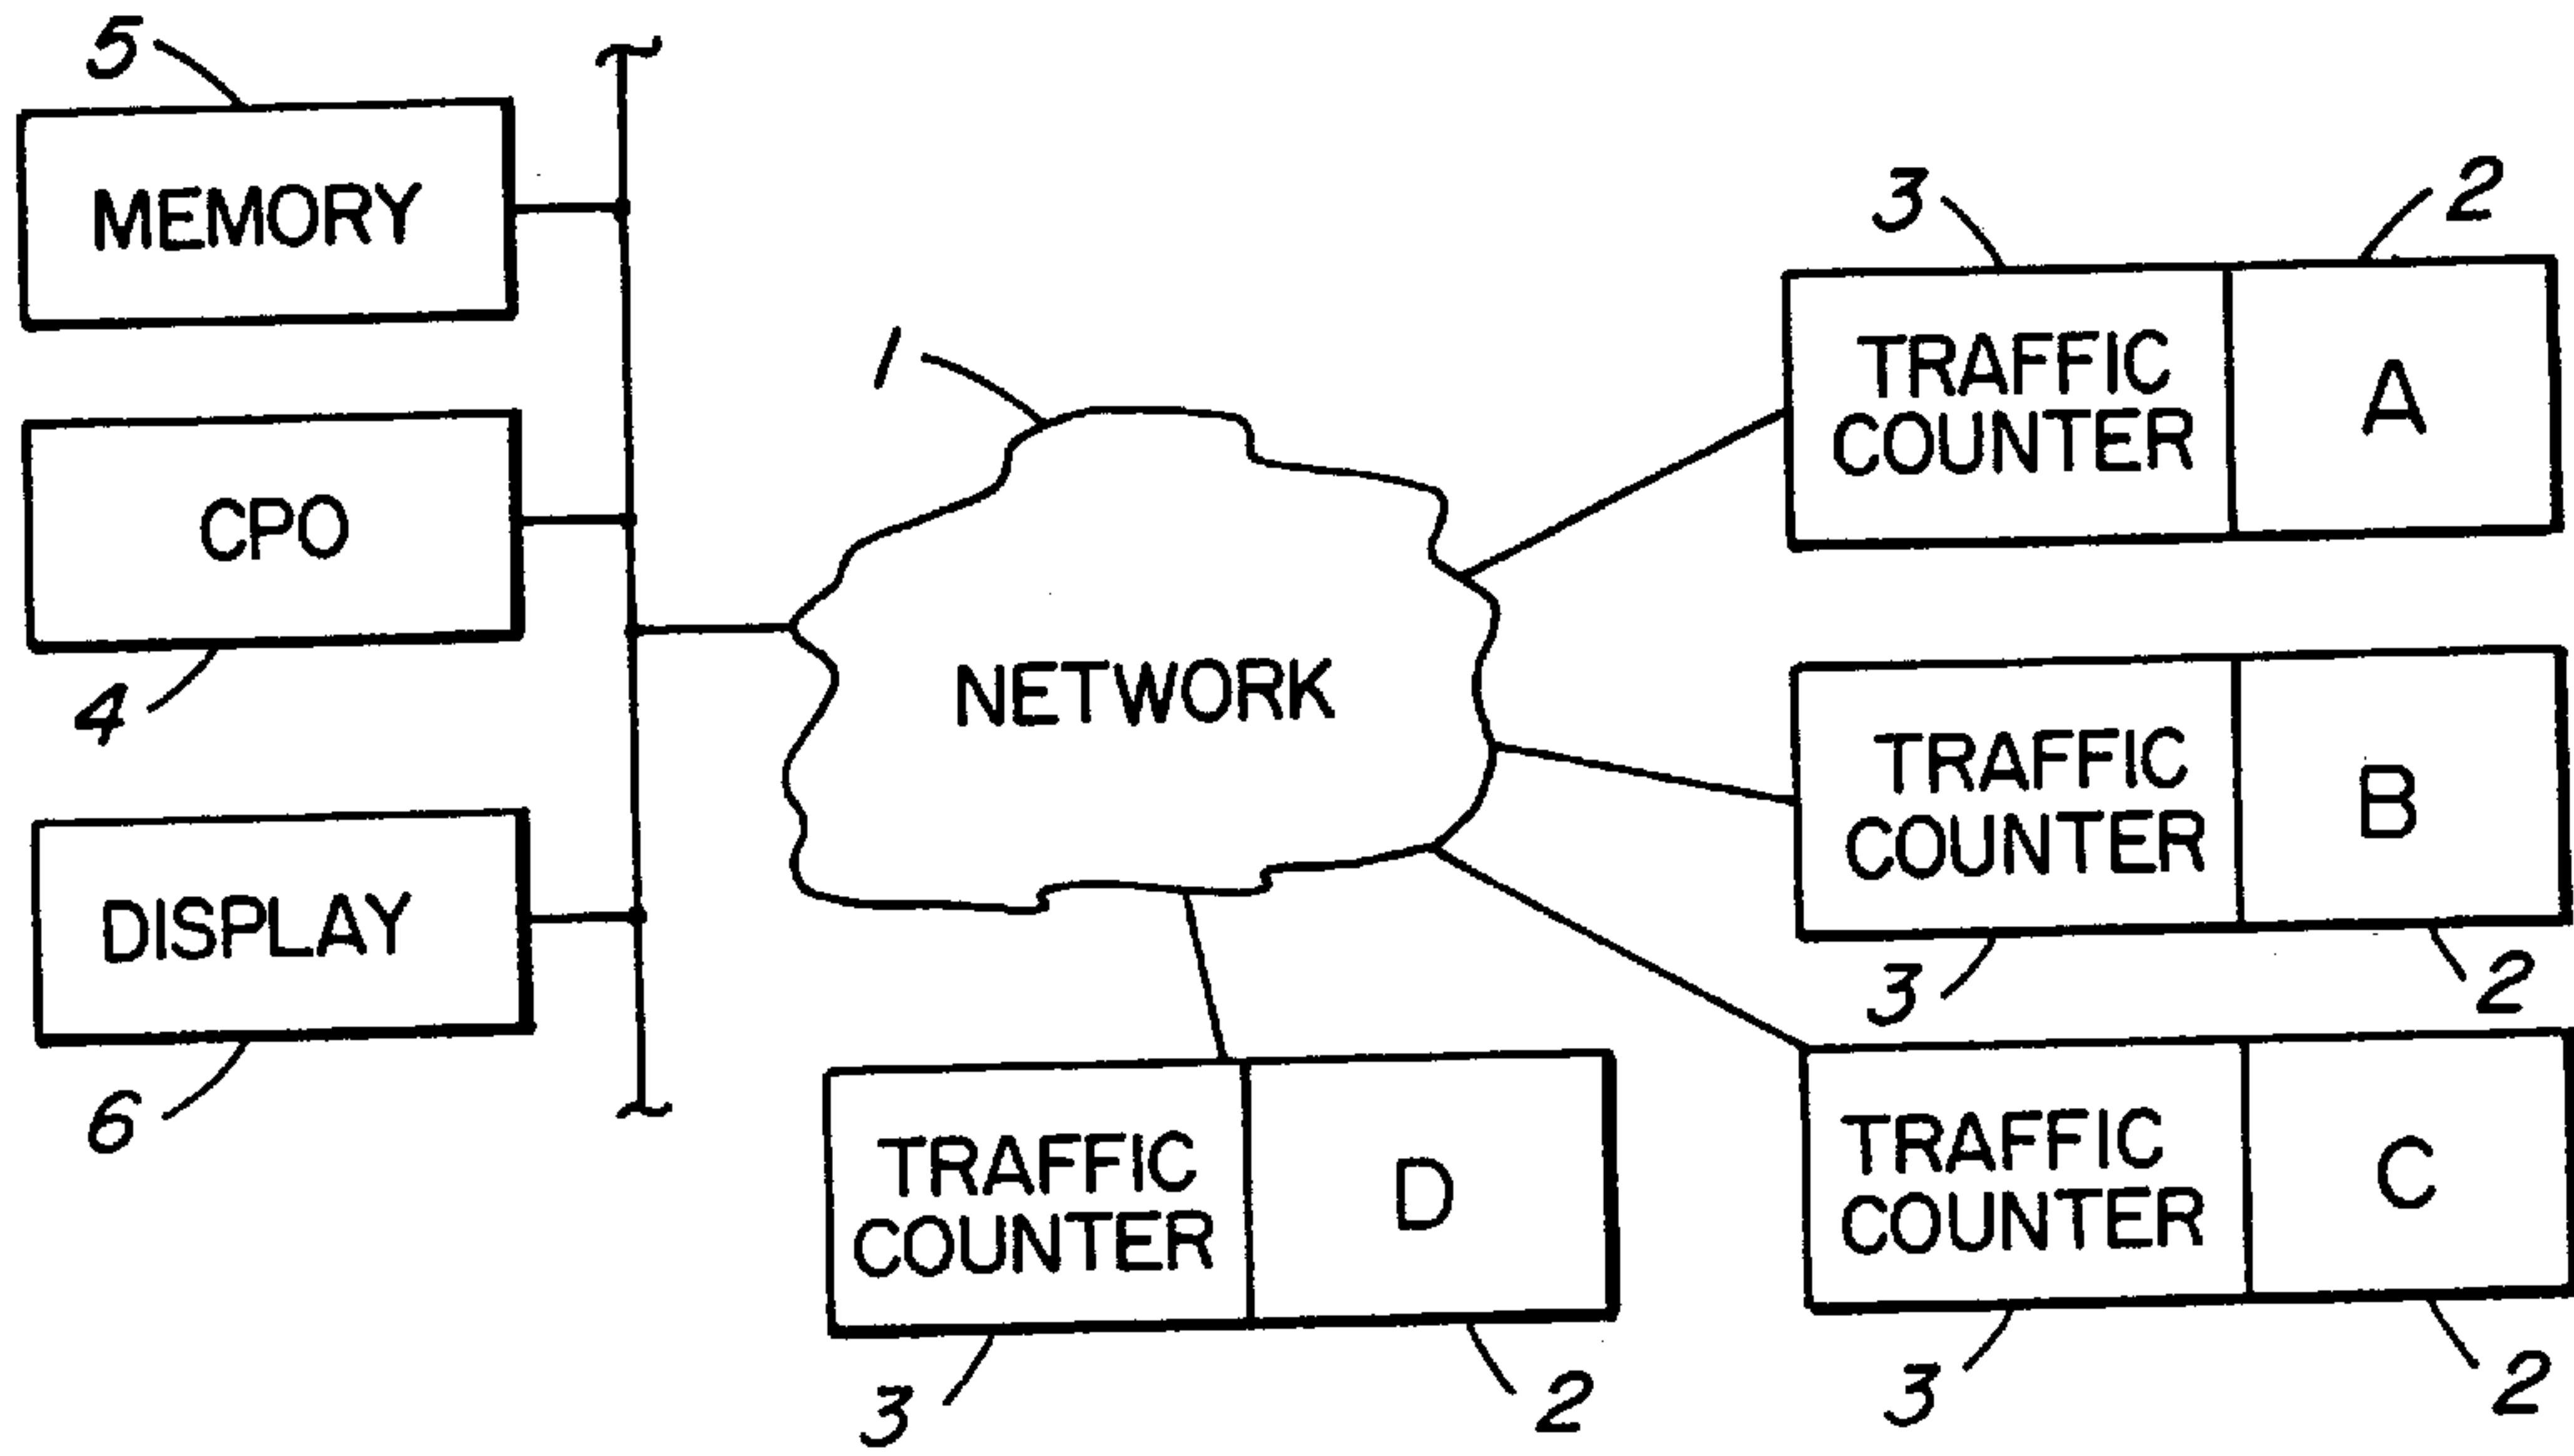 5
MEMORY
CPO
4
DISPLAY
6
1
NETWORK
3
2
TRAFFIC
COUNTER
A
TRAFFIC
COUNTER
B
3
2
TRAFFIC
COUNTER
C
3
2
TRAFFIC
COUNTER
D
3
2